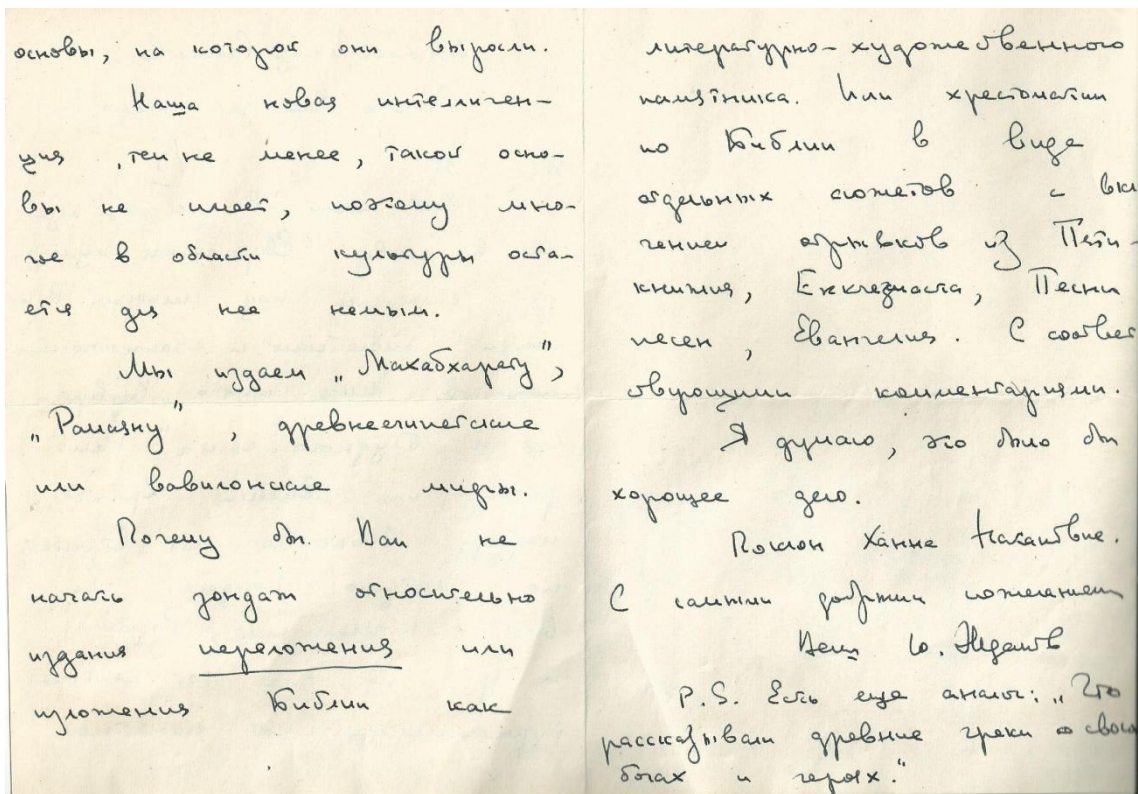 основы, на которой они выросли.
Наша новая интеллиген-
ция, тем не менее, такой осно-
вы не имеет, поэтому мно-
гое в области культуры оста-
ется для нее немым.
Мы издаем „Махабхарату",
„Рамаяну", древнеегипетские
или вавилонские мифы.
Почему бы Вам не
начать зондаж относительно
издания переложения или
изложения Библии как
литературно-художественного
памятника. Или хрестоматии
по Библии в виде
отдельных сюжетов с вкл
чением отрывков из Пяти-
книжия, Екклезиаста, Песни
песен, Евангелия. С соответ
ствующими комментариями.
Я думаю, это было бы
хорошее дело.
Поклон Ханне
С самыми добрыми пожеланием
Ваш Ю. Жданов
P.S. Есть еще аналог: „Что
рассказывали древние греки о своих
богах и героях."